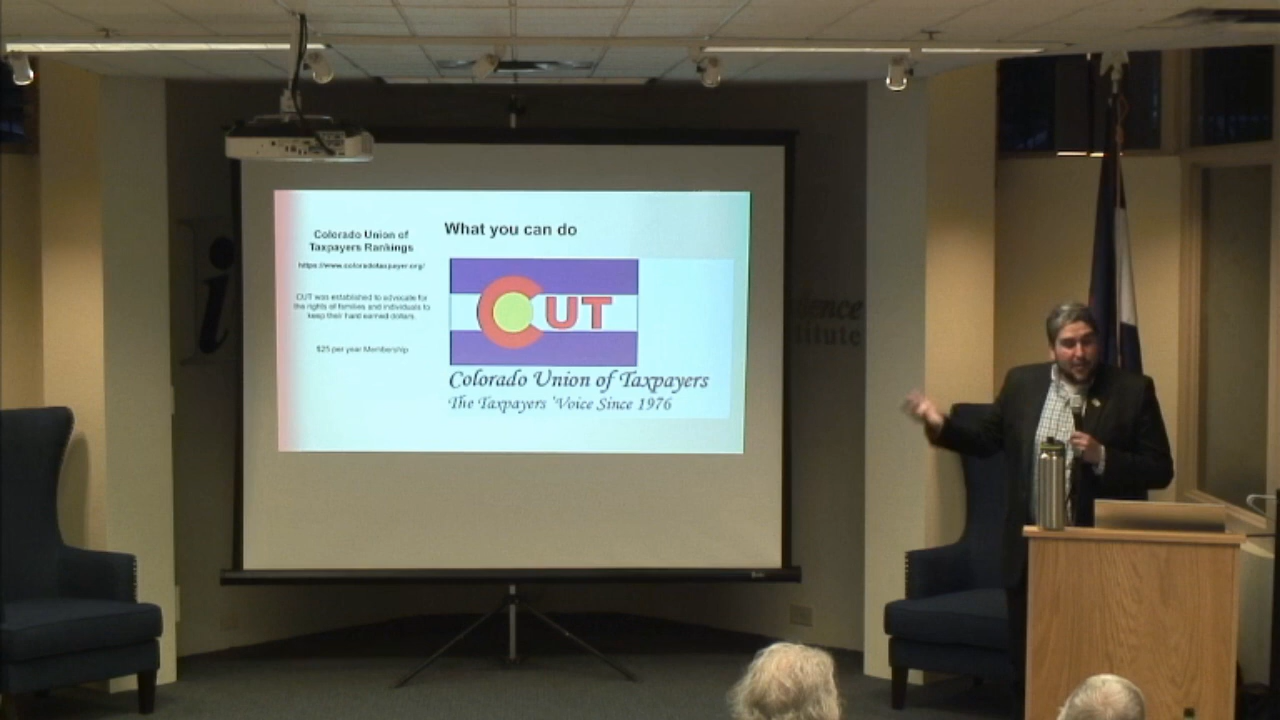 Colorado Union of
Taxpayers Rankings
https://www.coloradotaxpayer.org/
CUT was established to advocate for
the rights of families and individuals to
keep their hard earned dollars.
$25 per year Membership
What you can do
CUT
Colorado Union of Taxpayers
The Taxpayers 'Voice Since 1976
I
i
ence
titute